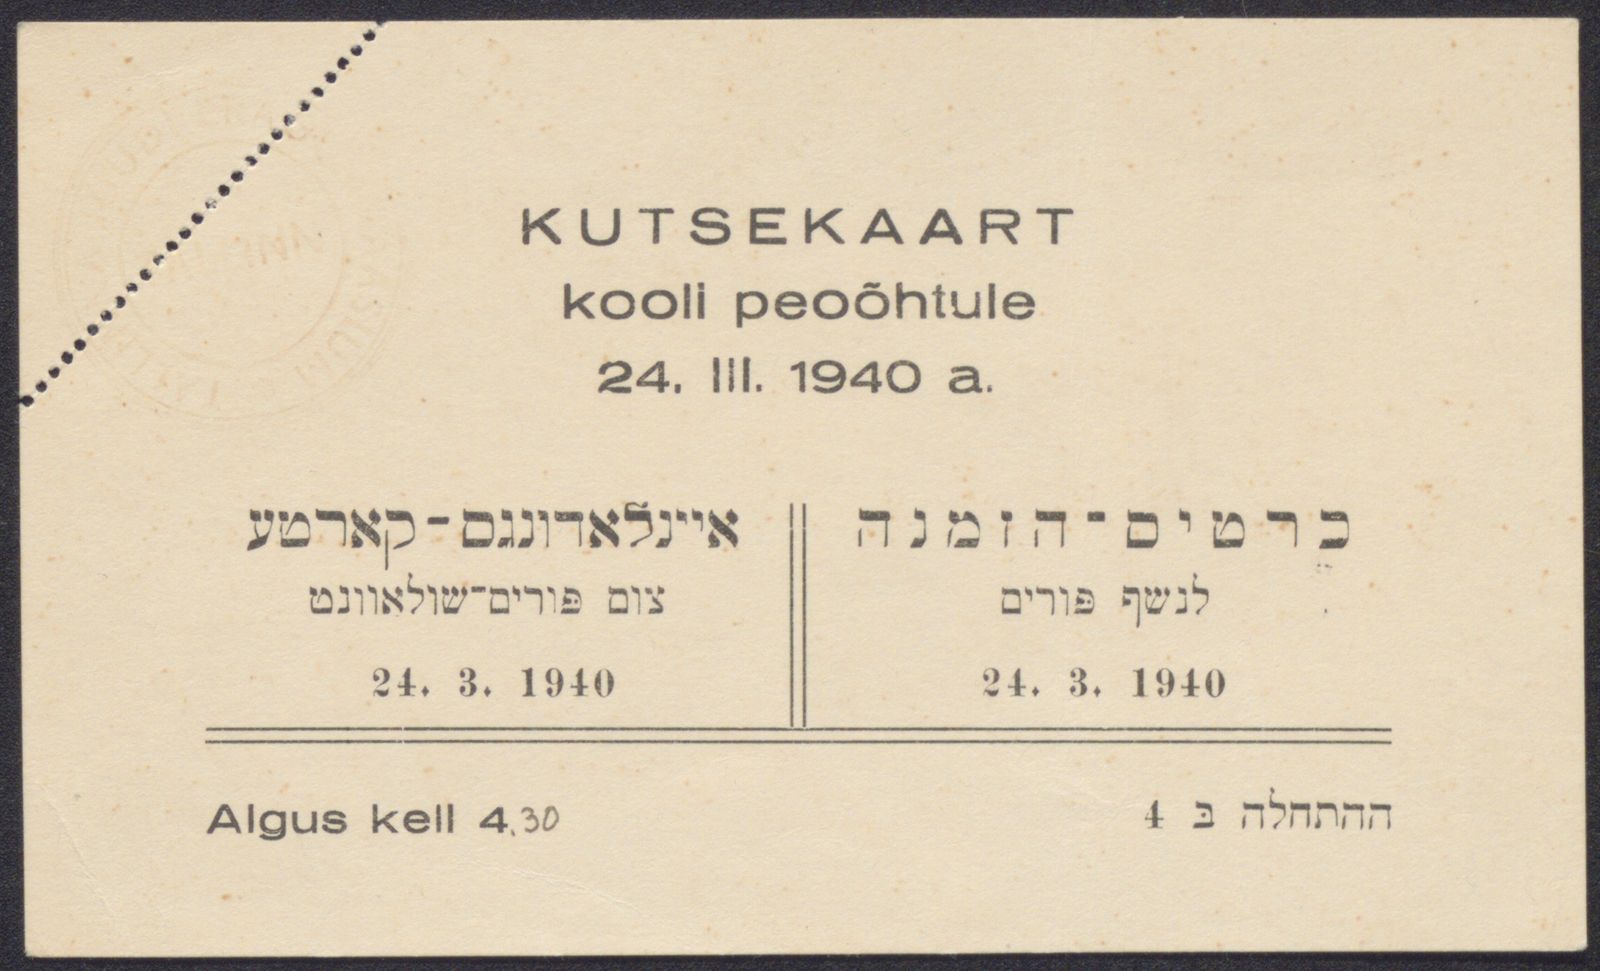 KUTSEKAART
kooli peoõhtule
24. III. 1940 a.
כרטים־הזמנה
לנשף פורים
24. 3. 1940
איינלאדונגס-קארטע
צום פורים־שולאוונט
24. 3. 1940
Algus kell 4.30
ההתחלה ב 4